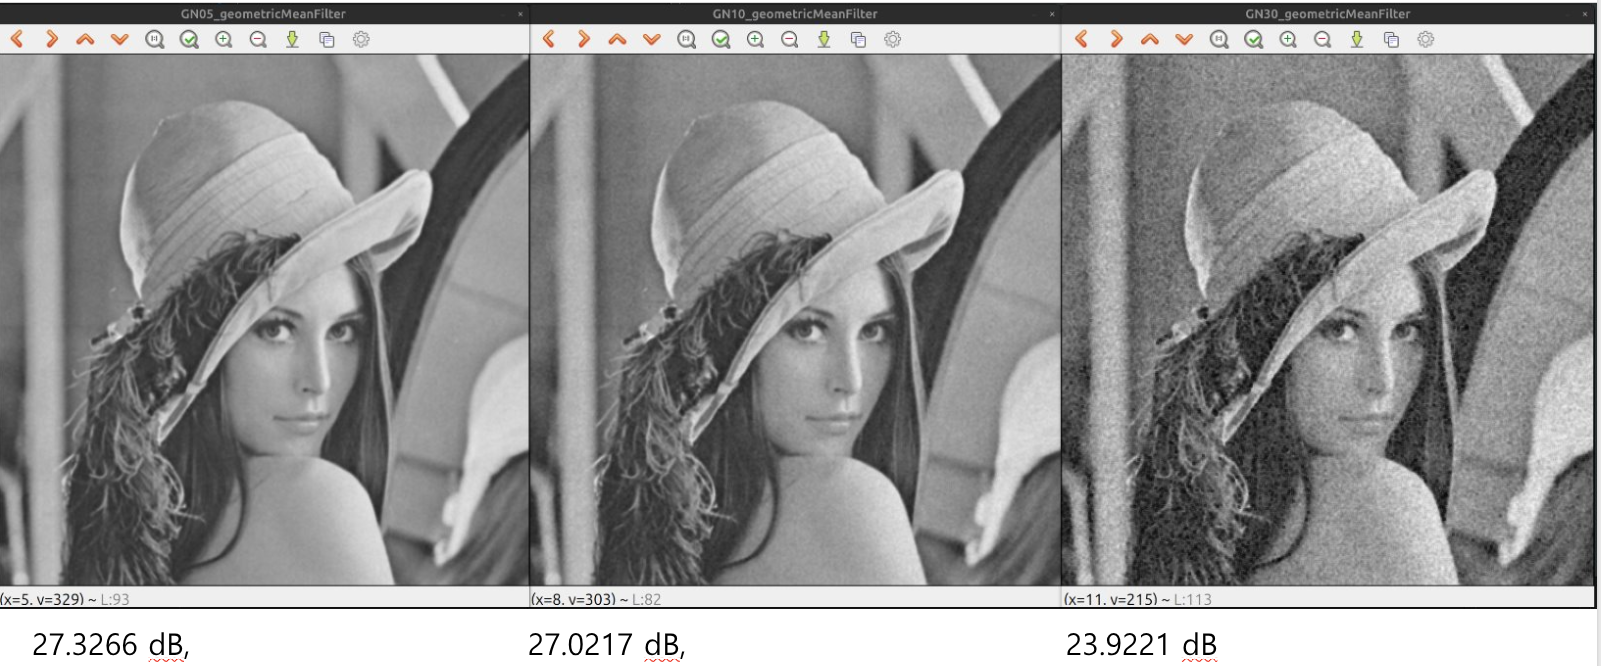 GN05_geometricMeanFilter ×
GN10_geometricMeanFilter ×
GN30_geometricMeanFilter ×
(x=5, y=329) ~ L:93
(x=8, y=303) ~ L:82
(x=11, y=215) ~ L:113
27.3266 dB,
27.0217 dB,
23.9221 dB